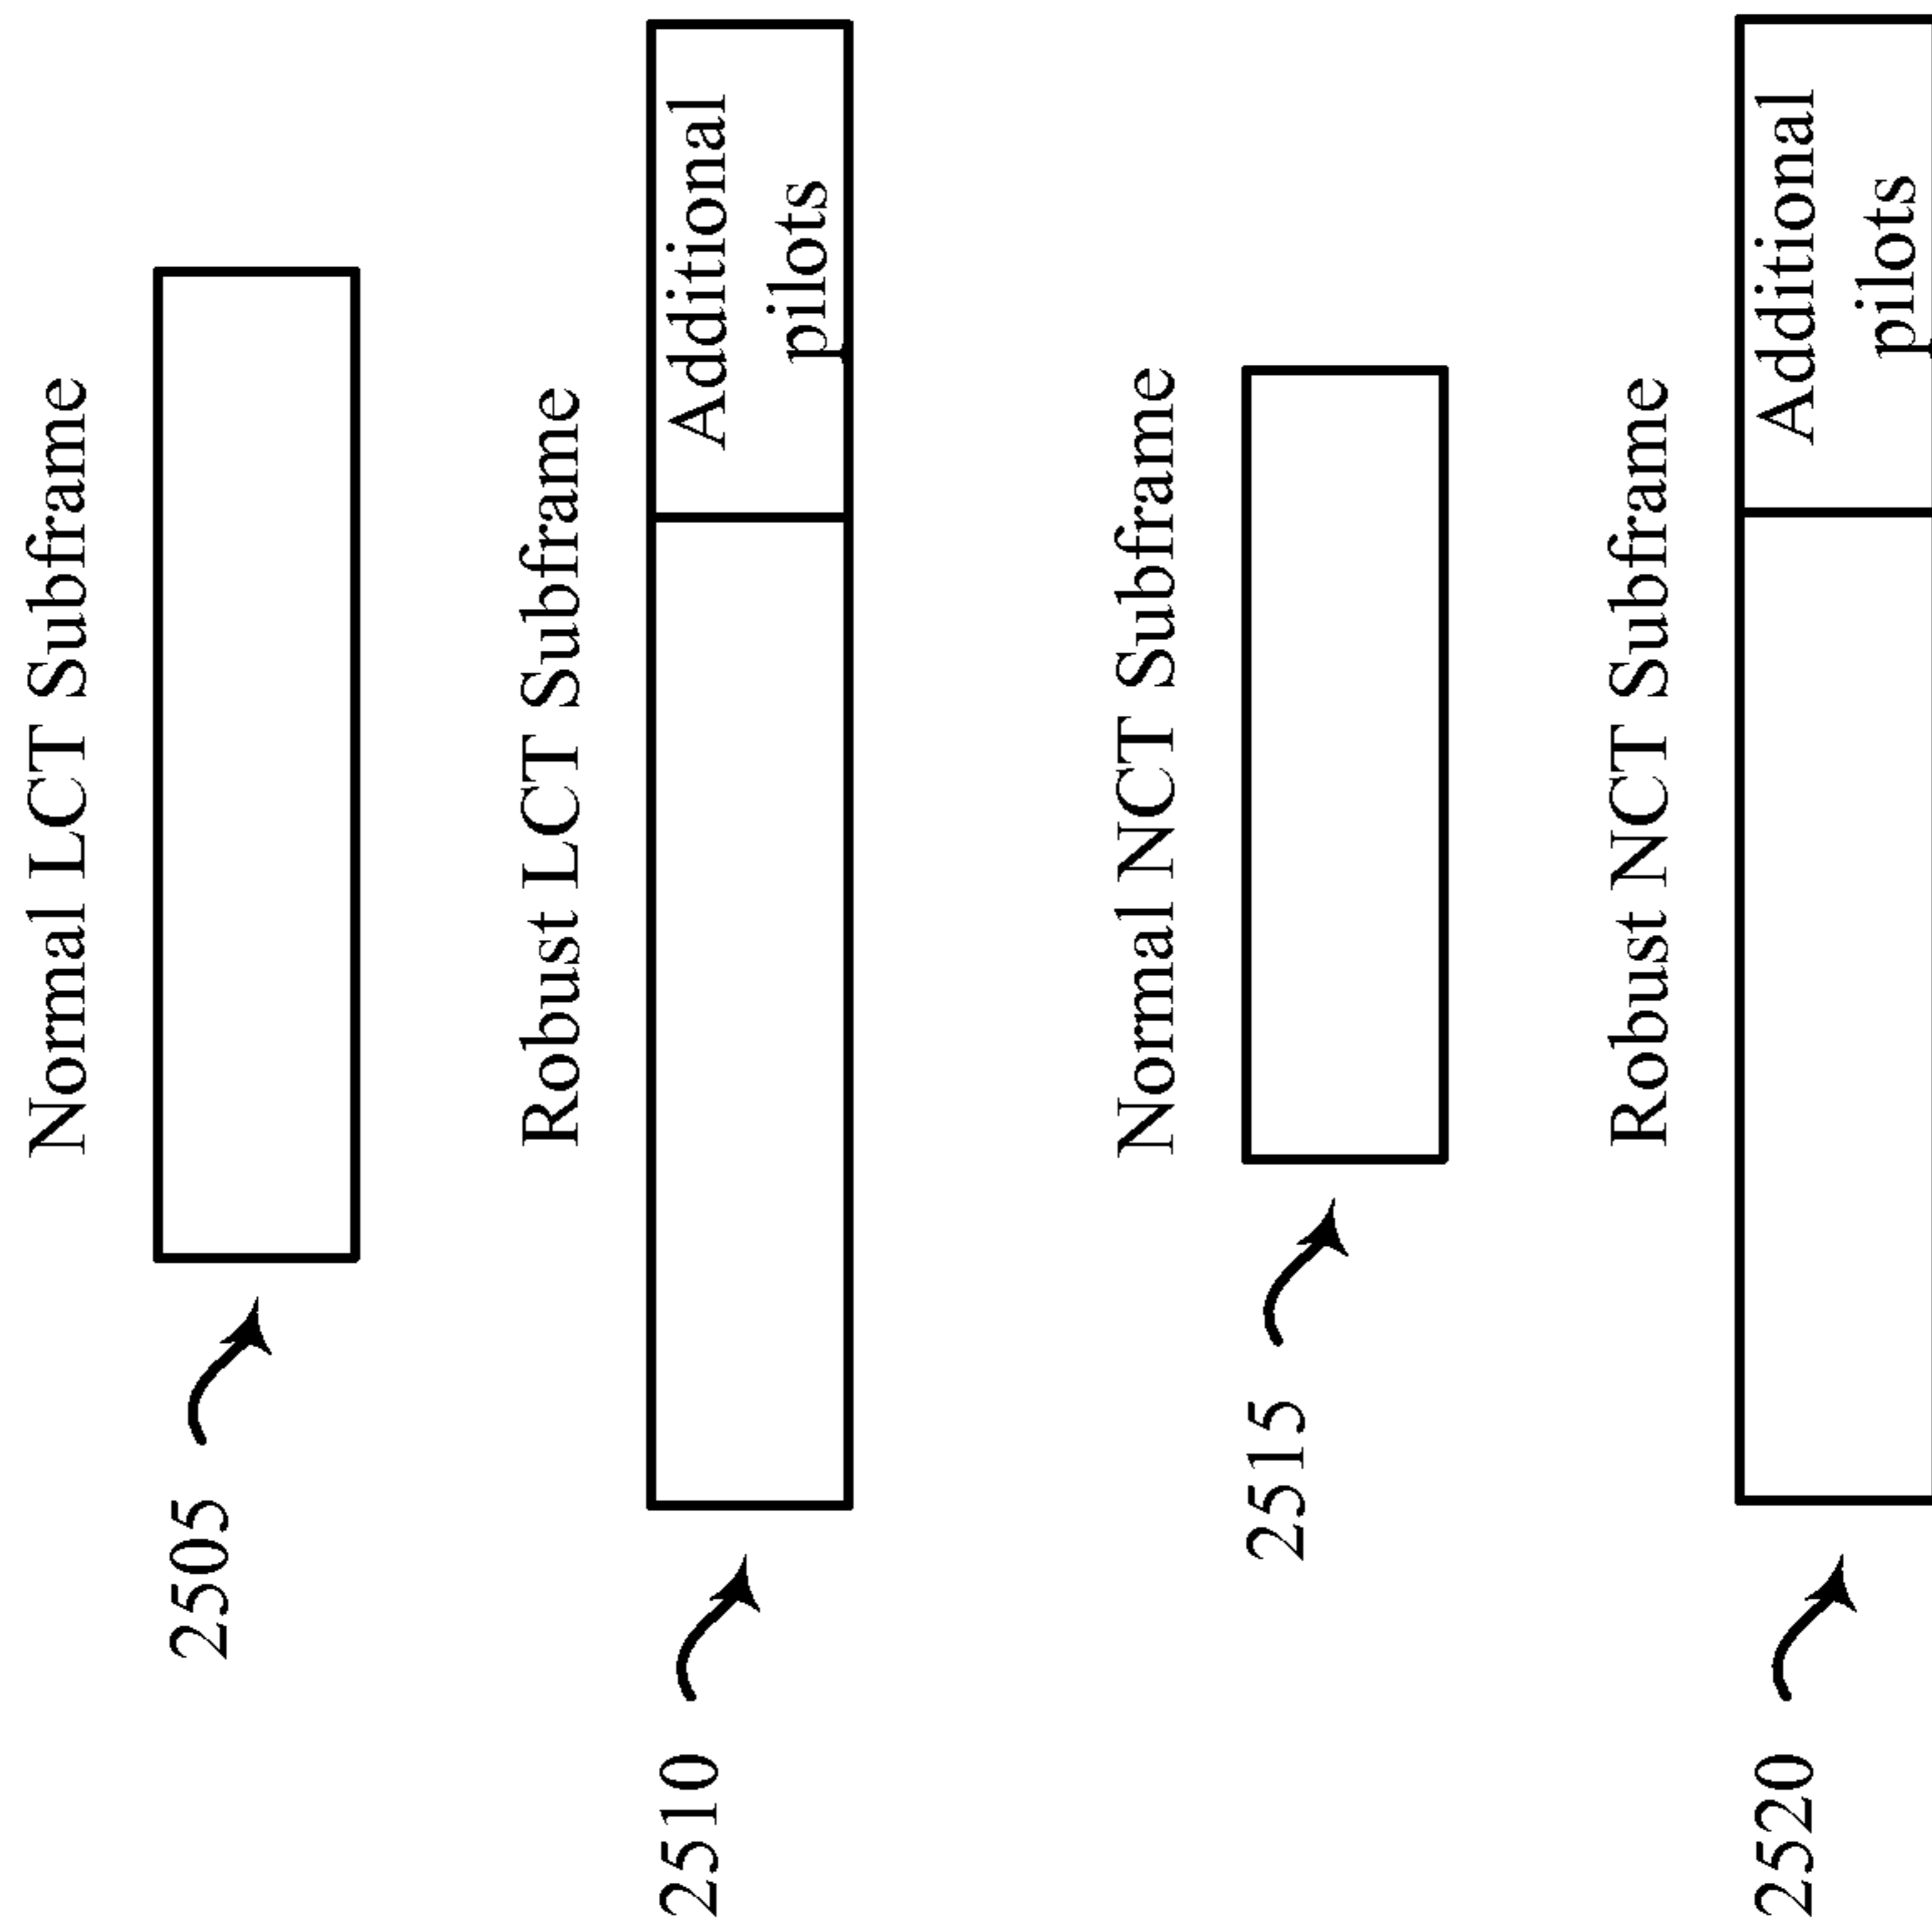 Normal LCT Subframe
2505
Robust LCT Subframe
2510
Additional
pilots
Normal NCT Subframe
2515
Robust NCT Subframe
2520
Additional
pilots